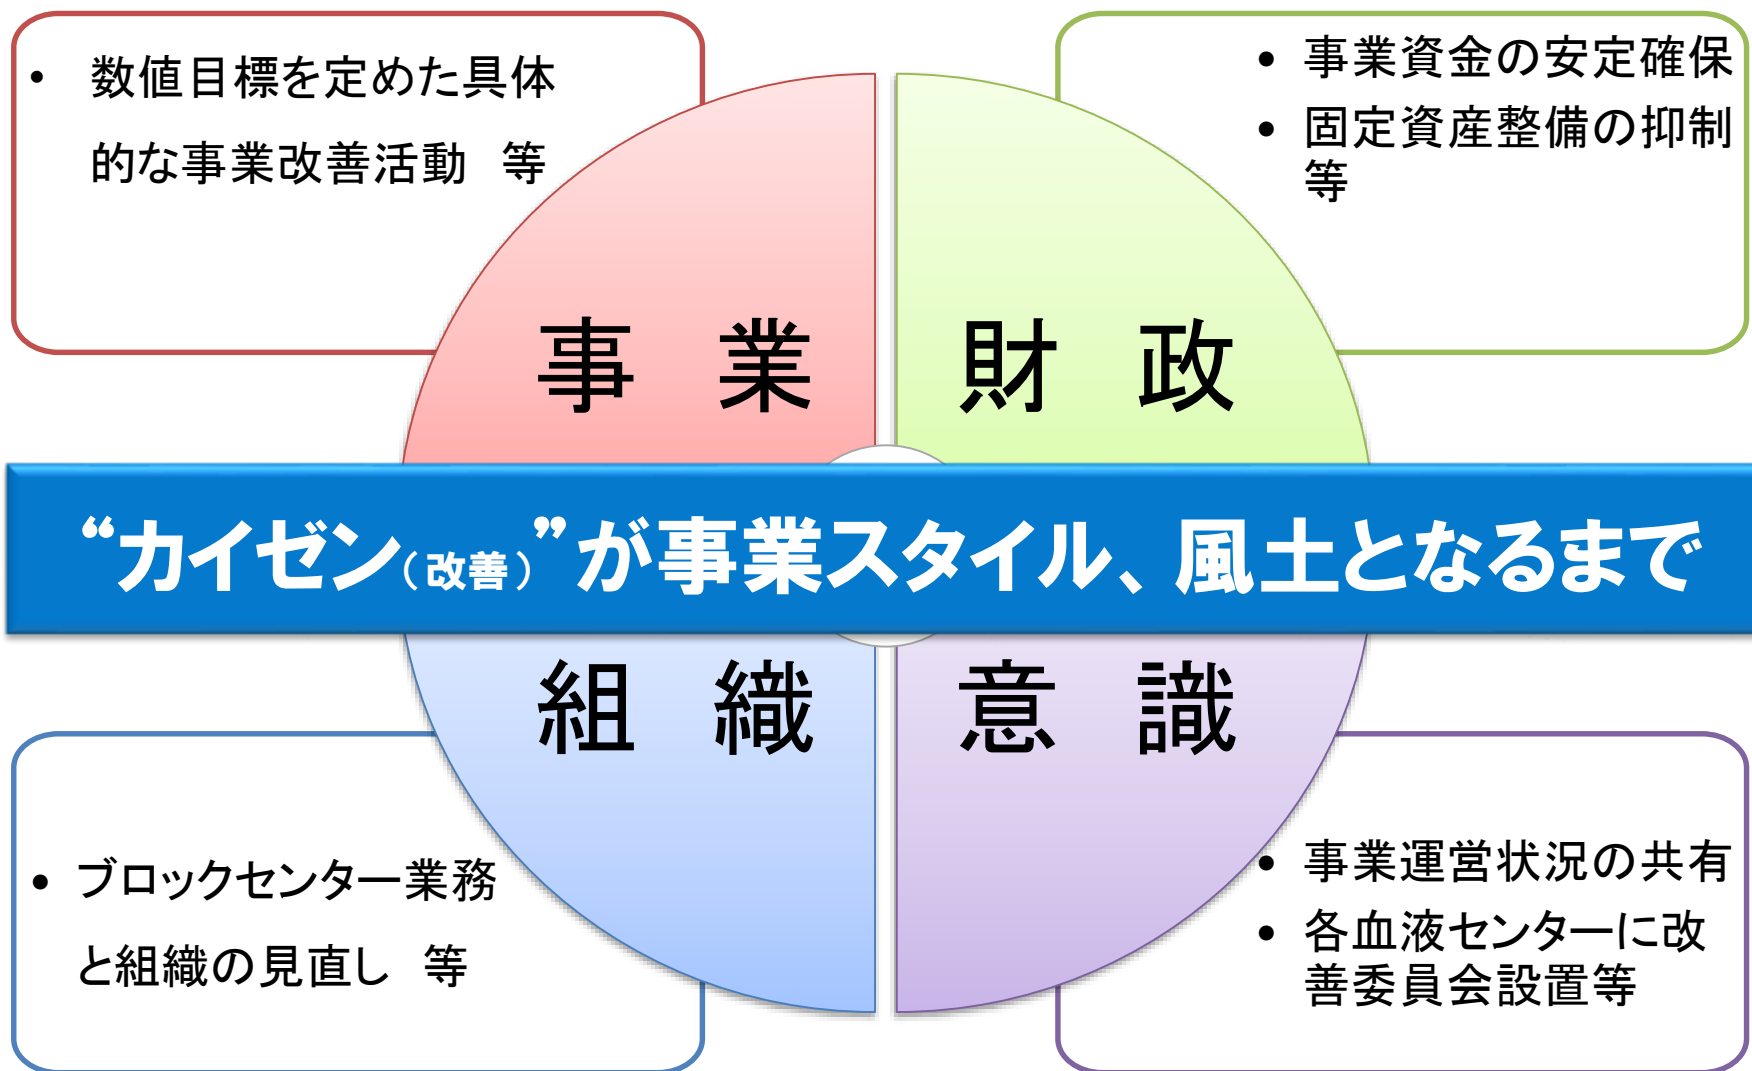 • 数値目標を定めた具体
的な事業改善活動　等
• 事業資金の安定確保
• 固定資産整備の抑制
等
事　業
財　政
“カイゼン（改善）”が事業スタイル、風土となるまで
組　織
意　識
• ブロックセンター業務
と組織の見直し　等
• 事業運営状況の共有
• 各血液センターに改
善委員会設置等